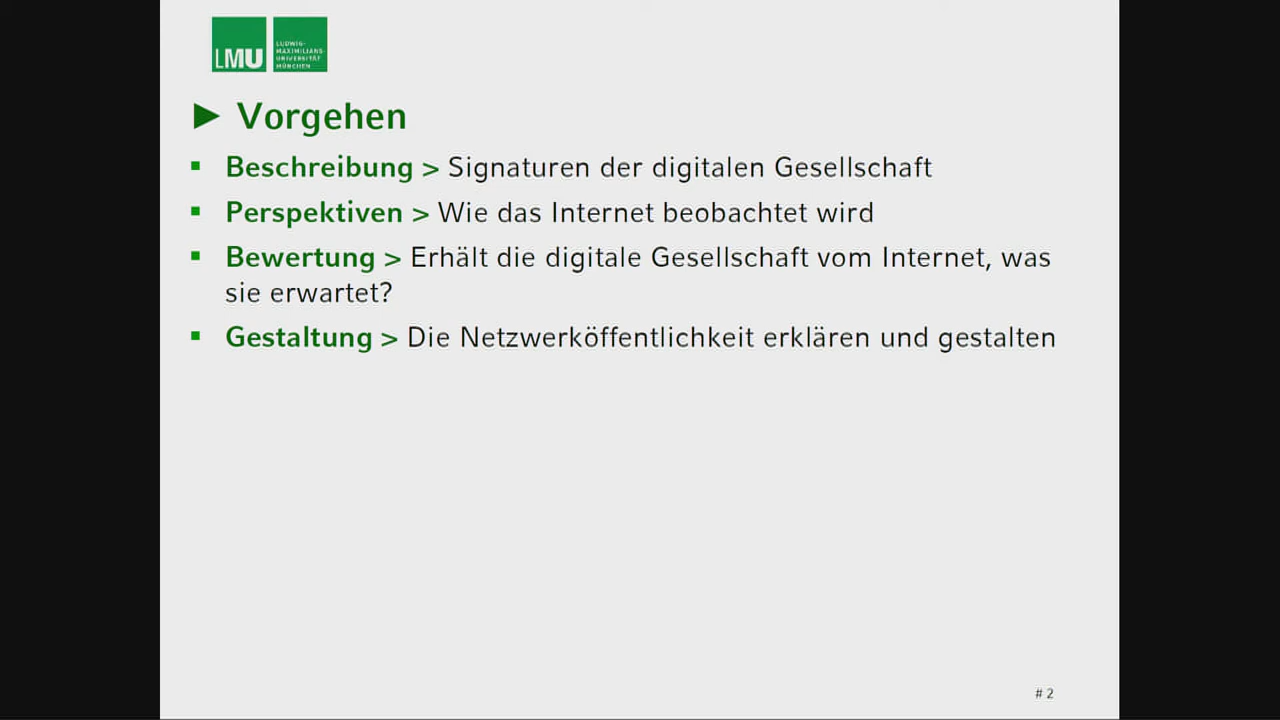 LMU
LUDWIG-
MAXIMILIANS-
UNIVERSITÄT
MÜNCHEN
► Vorgehen
▪ Beschreibung > Signaturen der digitalen Gesellschaft
▪ Perspektiven > Wie das Internet beobachtet wird
▪ Bewertung > Erhält die digitale Gesellschaft vom Internet, was
sie erwartet?
▪ Gestaltung > Die Netzwerköffentlichkeit erklären und gestalten
# 2